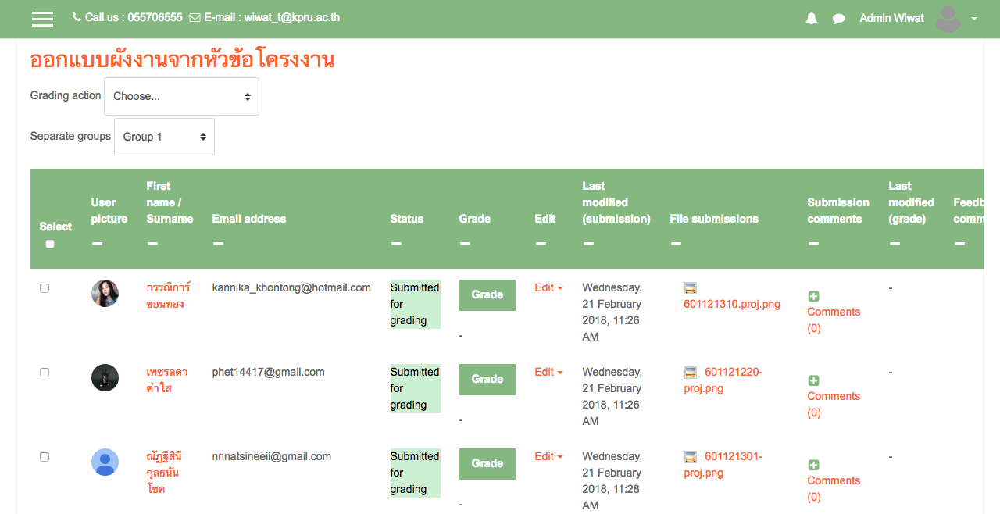 Call us : 055706555 E-mail : wiwat_t@kpru.ac.th Admin Wiwat
ออกแบบผังงานจากหัวข้อโครงงาน
Grading action Choose...
Separate groups Group 1
Select
User picture
First name / Surname
Email address
Status
Grade
Edit
Last modified (submission)
File submissions
Submission comments
Last modified (grade)
กรรณิการ์
ขอนทอง
kannika_khontong@hotmail.com
Submitted for grading
Grade
-
Edit
Wednesday, 21 February 2018, 11:26 AM
601121310.proj.png
Comments (0)
-
เพชรลดา
คำใส
phet14417@gmail.com
Submitted for grading
Grade
-
Edit
Wednesday, 21 February 2018, 11:26 AM
601121220-proj.png
Comments (0)
-
ณัฏฐ์สินี
กุลธนัน
โชค
nnnatsineeii@gmail.com
Submitted for grading
Grade
-
Edit
Wednesday, 21 February 2018, 11:28 AM
601121301-proj.png
Comments (0)
-